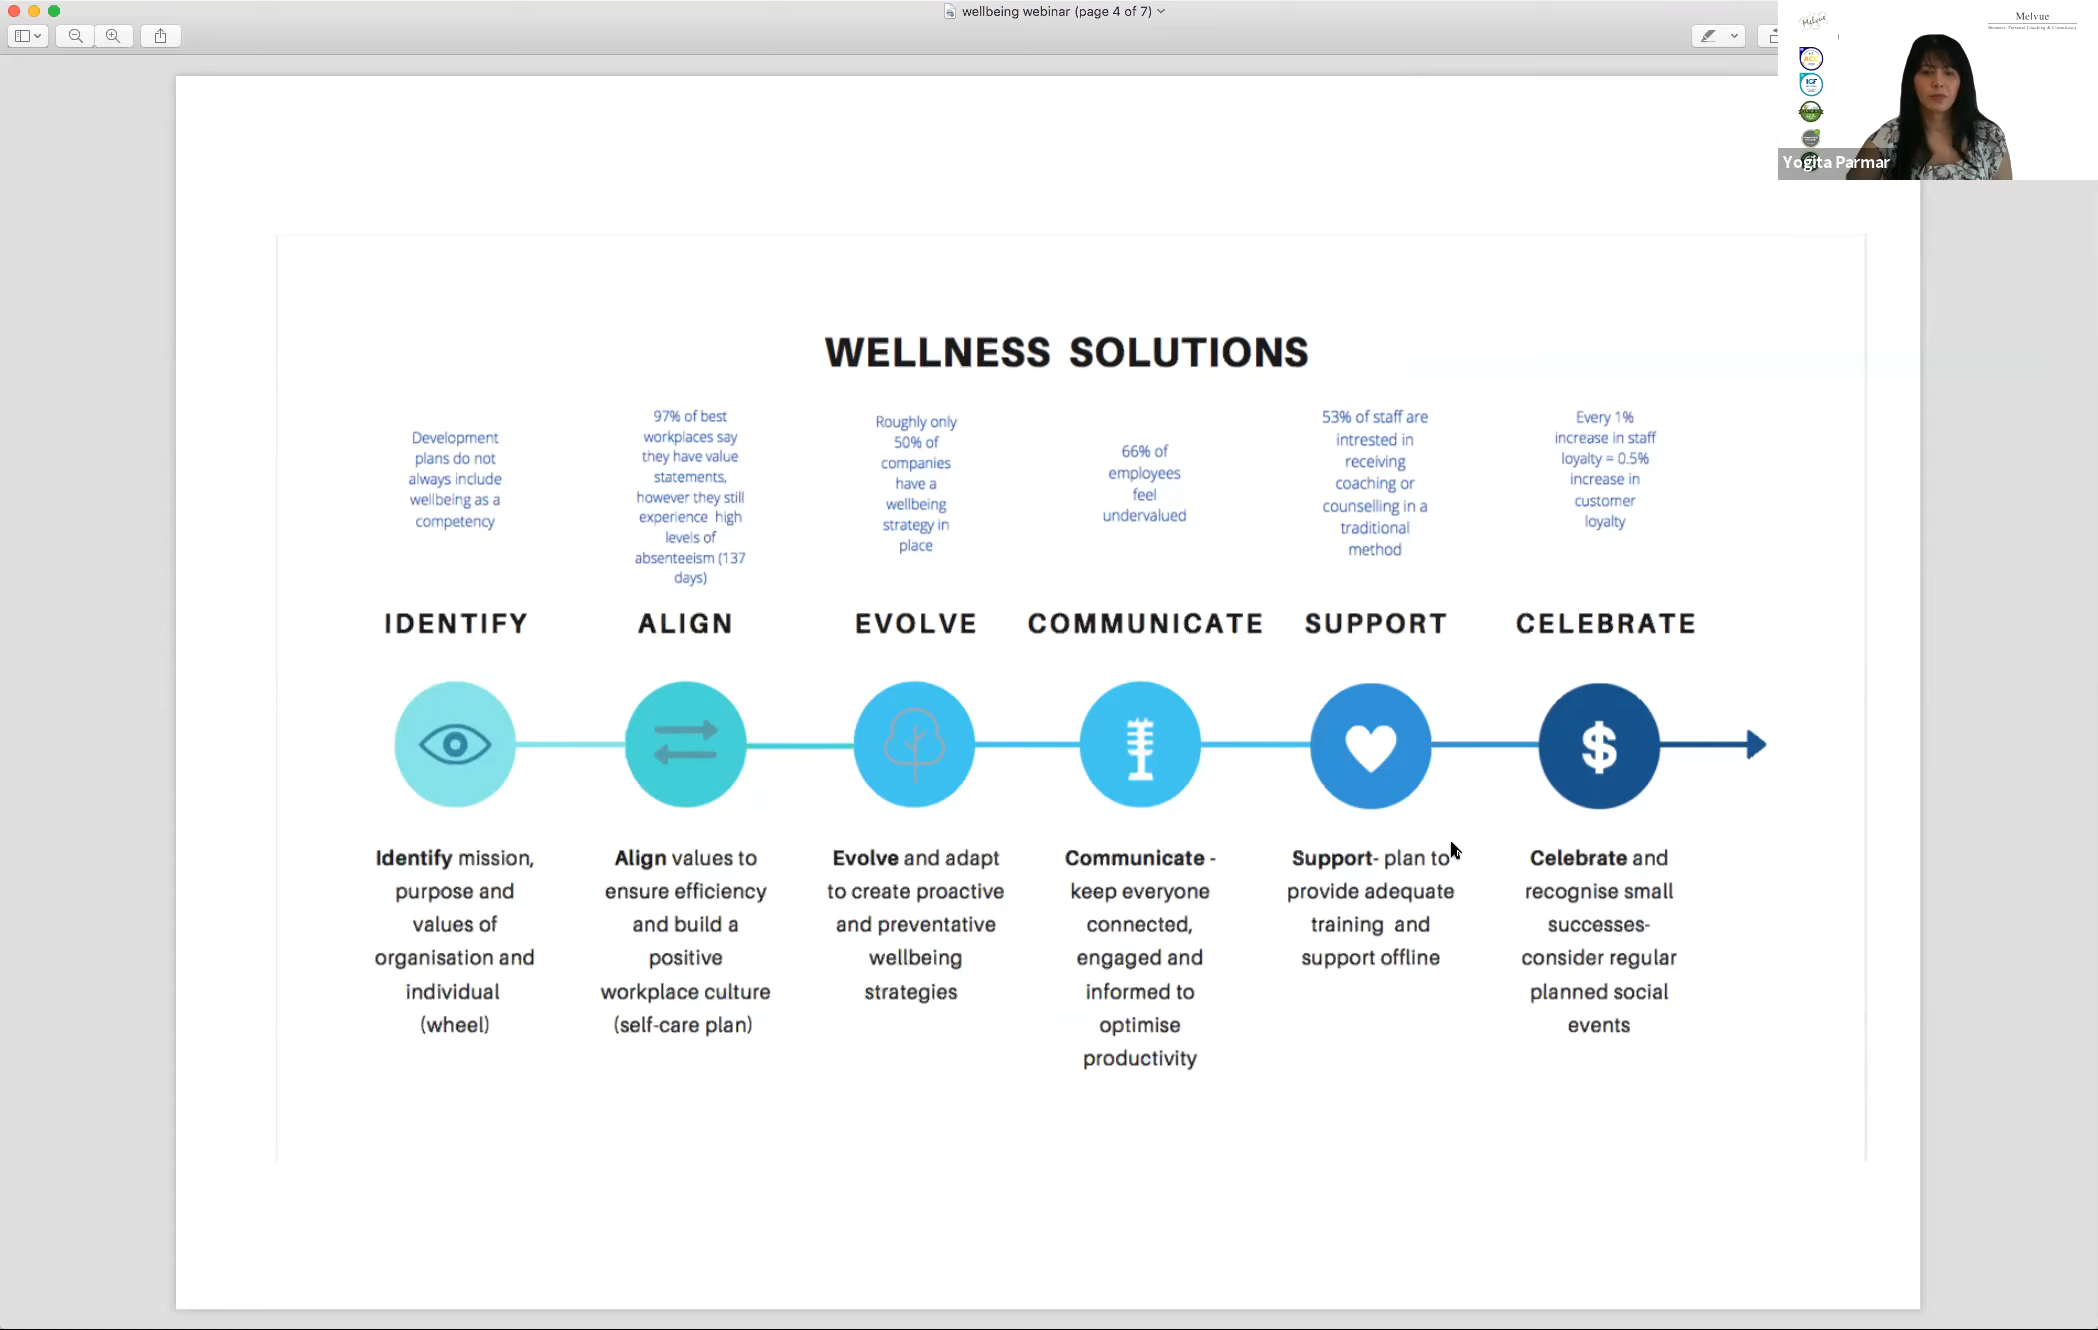 wellbeing webinar (page 4 of 7)
Melvue
Business, Personal Coaching & Consultancy
Melvue
ACC
ICF
Yogita Parmar
WELLNESS SOLUTIONS
Development
plans do not
always include
wellbeing as a
competency
97% of best
workplaces say
they have value
statements,
however they still
experience high
levels of
absenteeism (137
days)
Roughly only
50% of
companies
have a
wellbeing
strategy in
place
66% of
employees
feel
undervalued
53% of staff are
intrested in
receiving
coaching or
counselling in a
traditional
method
Every 1%
increase in staff
loyalty = 0.5%
increase in
customer
loyalty
IDENTIFY
ALIGN
EVOLVE
COMMUNICATE
SUPPORT
CELEBRATE
$
Identify mission,
purpose and
values of
organisation and
individual
(wheel)
Align values to
ensure efficiency
and build a
positive
workplace culture
(self-care plan)
Evolve and adapt
to create proactive
and preventative
wellbeing
strategies
Communicate -
keep everyone
connected,
engaged and
informed to
optimise
productivity
Support- plan to
provide adequate
training and
support offline
Celebrate and
recognise small
successes-
consider regular
planned social
events